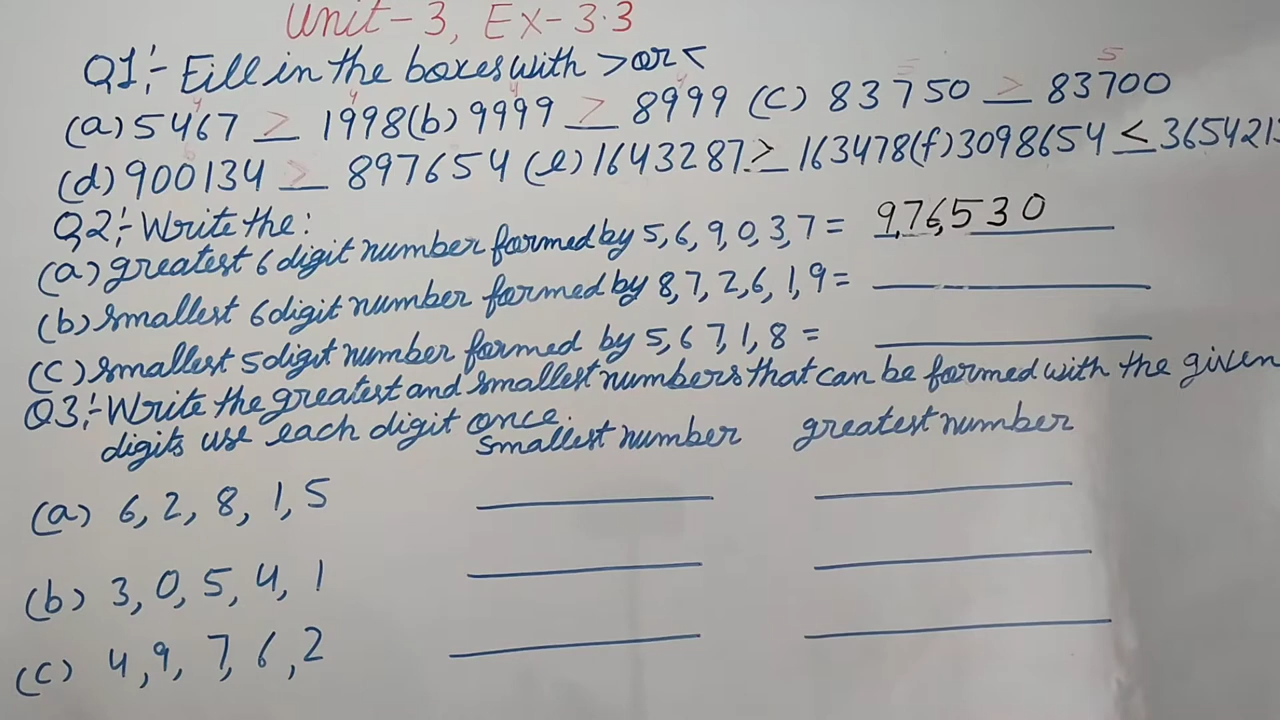 Unit-3, Ex-3.3
Q1:- Fill in the boxes with > or <
(a) 5467 > 1998 (b) 9999 > 8999 (c) 83750 > 83700
(d) 900134 > 897654 (e) 1643287 > 163478 (f) 3098654 < 365421
Q2:- Write the:
(a) greatest 6 digit number formed by 5, 6, 9, 0, 3, 7 = 9,76,530
(b) smallest 6 digit number formed by 8, 7, 2, 6, 1, 9 =
(c) smallest 5 digit number formed by 5, 6 7, 1, 8 =
Q3:- Write the greatest and smallest numbers that can be formed with the given
digits use each digit once.
smallest number greatest number
(a) 6, 2, 8, 1, 5
(b) 3, 0, 5, 4, 1
(c) 4, 9, 7, 6, 2